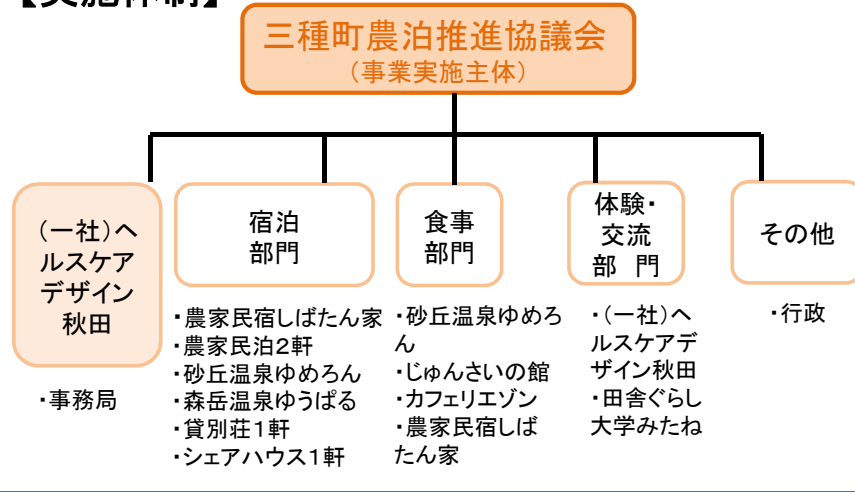 【実施体制】
三種町農泊推進協議会
（事業実施主体）
（一社）ヘ
ルスケア
デザイン
秋田
・事務局
宿泊
部門
・農家民宿しばたん家
・農家民泊２軒
・砂丘温泉ゆめろん
・森岳温泉ゆうぱる
・貸別荘１軒
・シェアハウス１軒
食事
部門
・砂丘温泉ゆめろ
ん
・じゅんさいの館
・カフェリエゾン
・農家民宿しば
たん家
体験・
交流
部　門
・（一社）ヘ
ルスケアデ
ザイン秋田
・田舎ぐらし
大学みたね
その他
・行政